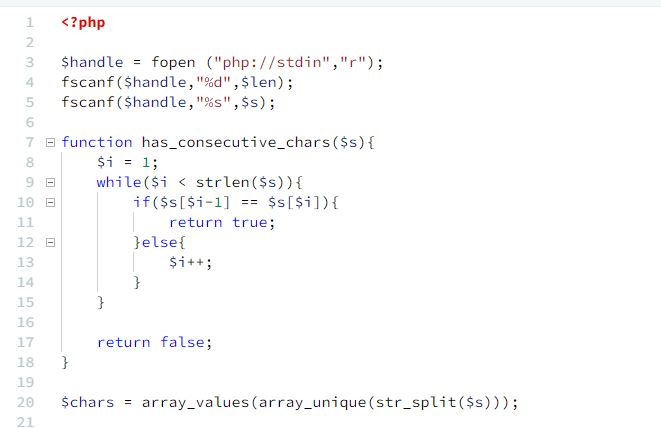 1 <?php
2
3 $handle = fopen ("php://stdin","r");
4 fscanf($handle,"%d",$len);
5 fscanf($handle,"%s",$s);
6
7 function has_consecutive_chars($s){
8     $i = 1;
9     while($i < strlen($s)){
10         if($s[$i-1] == $s[$i]){
11             return true;
12         }else{
13             $i++;
14         }
15     }
16
17     return false;
18 }
19
20 $chars = array_values(array_unique(str_split($s)));
21